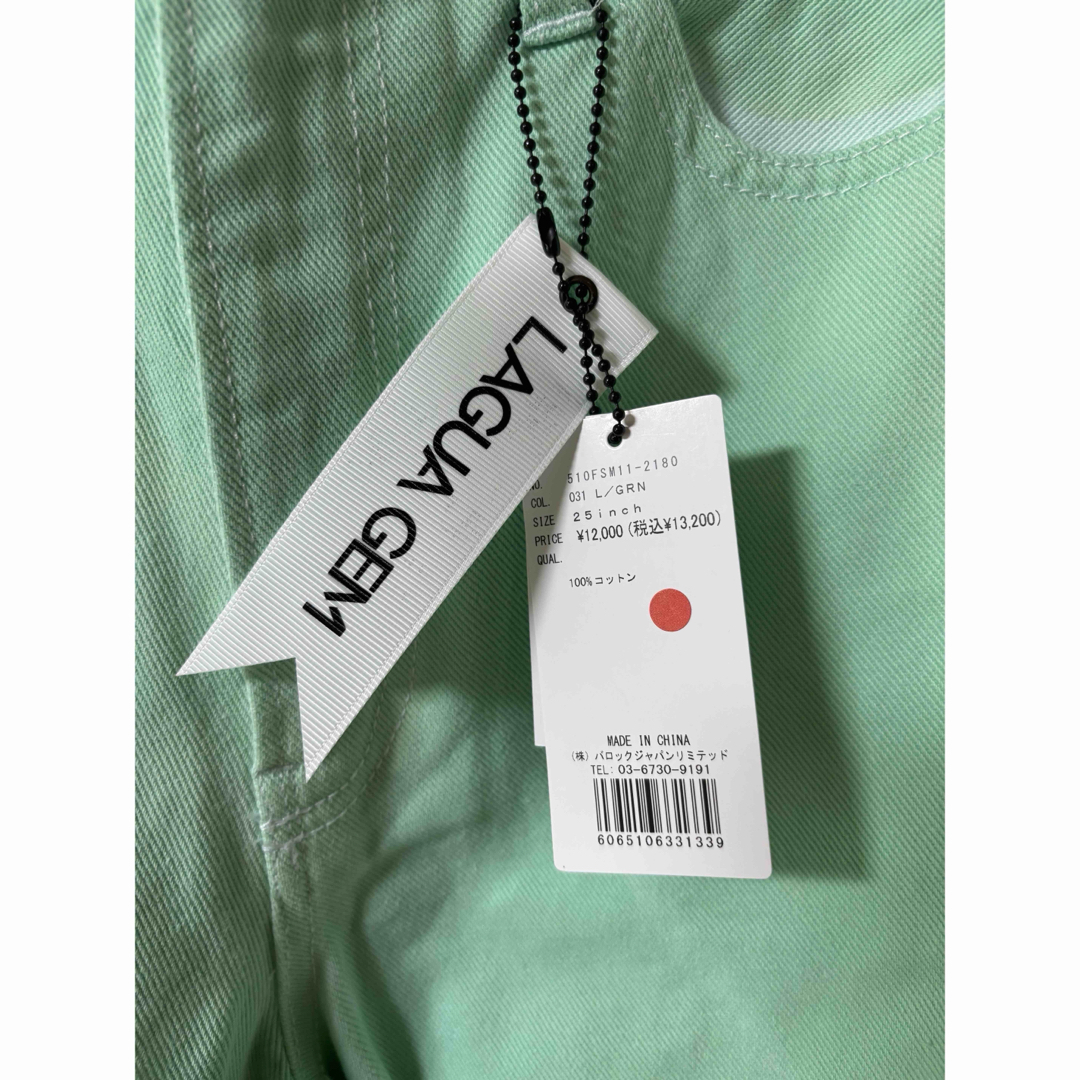 LAGUA GEM
NO. 510FSM11-2180
COL. 031 L/GRN
SIZE 25inch
PRICE ¥12,000(税込¥13,200)
QUAL.
100%コットン
MADE IN CHINA
(株)バロックジャパンリミテッド
TEL: 03-6730-9191
6065106331339